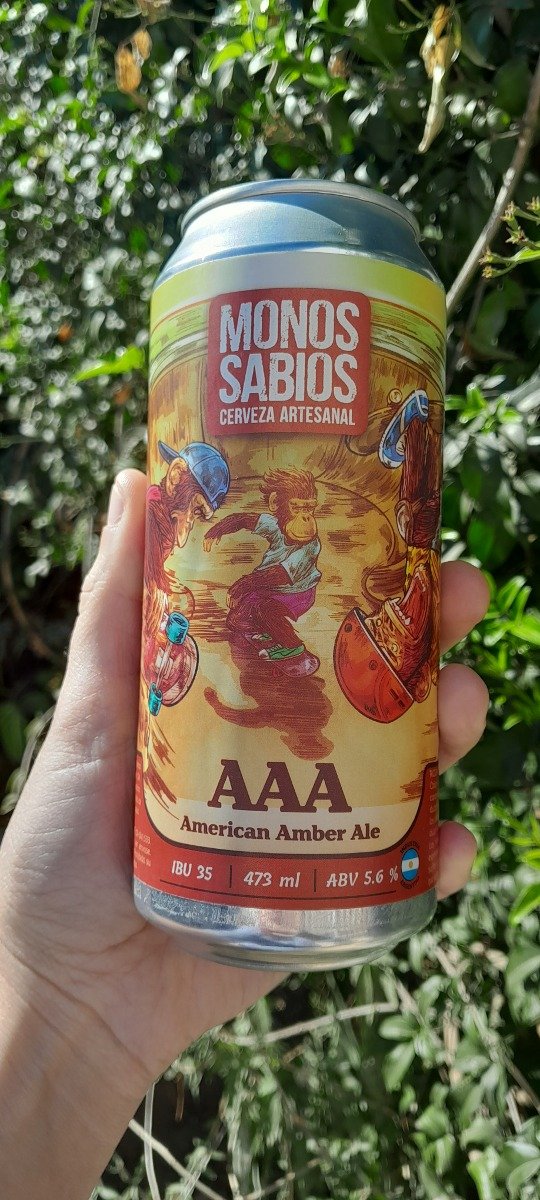 MONOS
SABIOS
CERVEZA ARTESANAL
AAA
American Amber Ale
IBU 35 | 473 ml | ABV 5.6 %